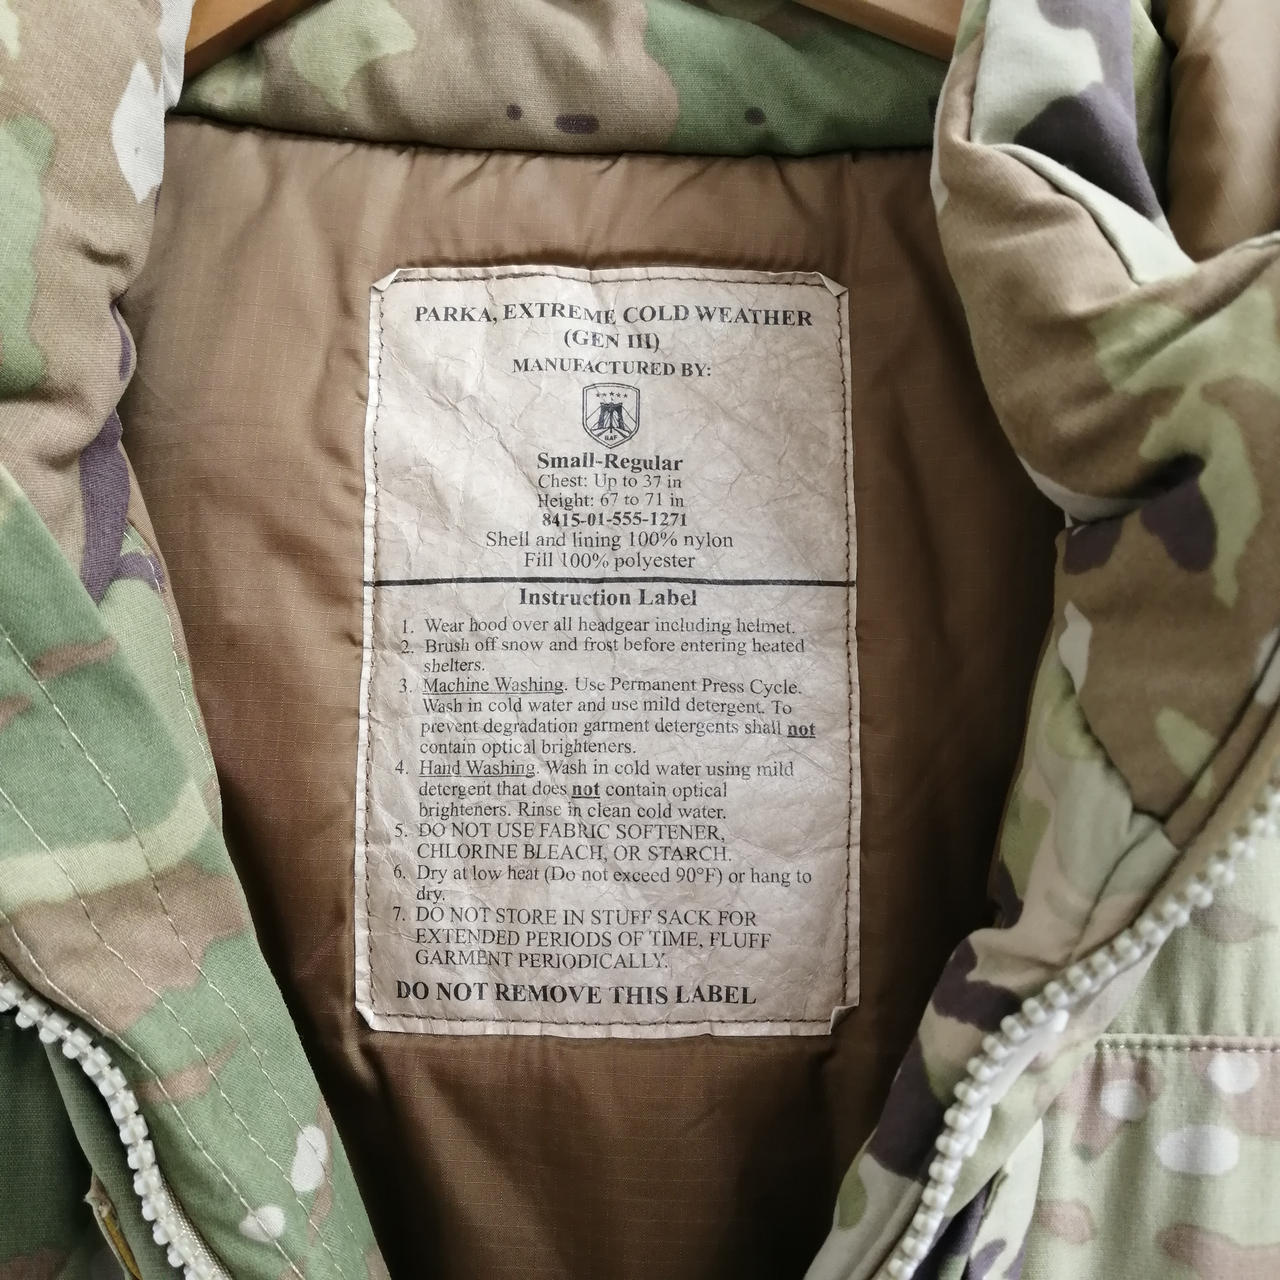 PARKA, EXTREME COLD WEATHER
(GEN III)
MANUFACTURED BY:
BAF
Small-Regular
Chest: Up to 37 in
Height: 67 to 71 in
8415-01-555-1271
Shell and lining 100% nylon
Fill 100% polyester
Instruction Label
1. Wear hood over all headgear including helmet.
2. Brush off snow and frost before entering heated
shelters.
3. Machine Washing. Use Permanent Press Cycle.
Wash in cold water and use mild detergent. To
prevent degradation garment detergents shall not
contain optical brighteners.
4. Hand Washing. Wash in cold water using mild
detergent that does not contain optical
brighteners. Rinse in clean cold water.
5. DO NOT USE FABRIC SOFTENER,
CHLORINE BLEACH, OR STARCH.
6. Dry at low heat (Do not exceed 90°F) or hang to
dry.
7. DO NOT STORE IN STUFF SACK FOR
EXTENDED PERIODS OF TIME, FLUFF
GARMENT PERIODICALLY.
DO NOT REMOVE THIS LABEL